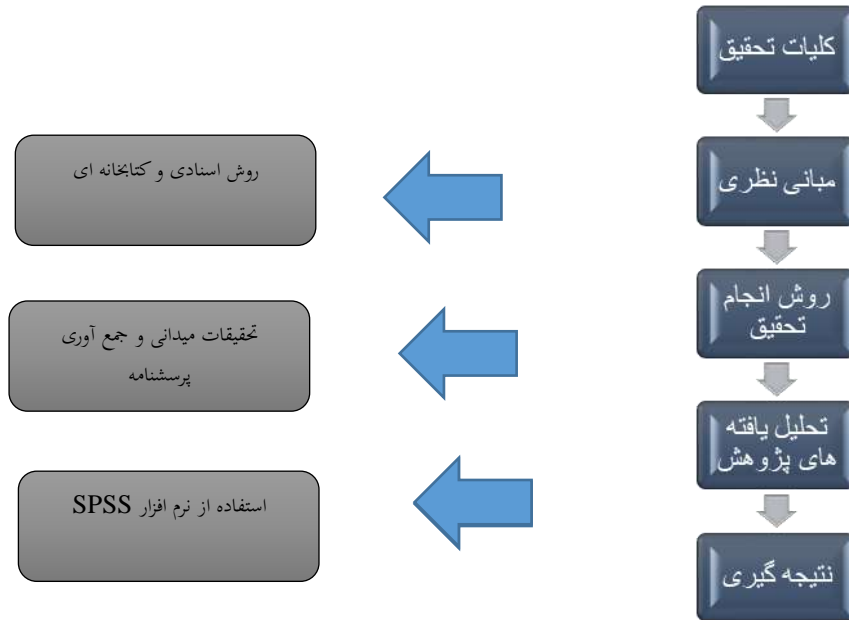 کلیات تحقیق
مبانی نظری
روش اسنادی و کتابخانه ای
روش انجام
تحقیق
تحقیقات میدانی و جمع آوری
پرسشنامه
تحلیل یافته
های پژوهش
استفاده از نرم افزار SPSS
نتیجه گیری